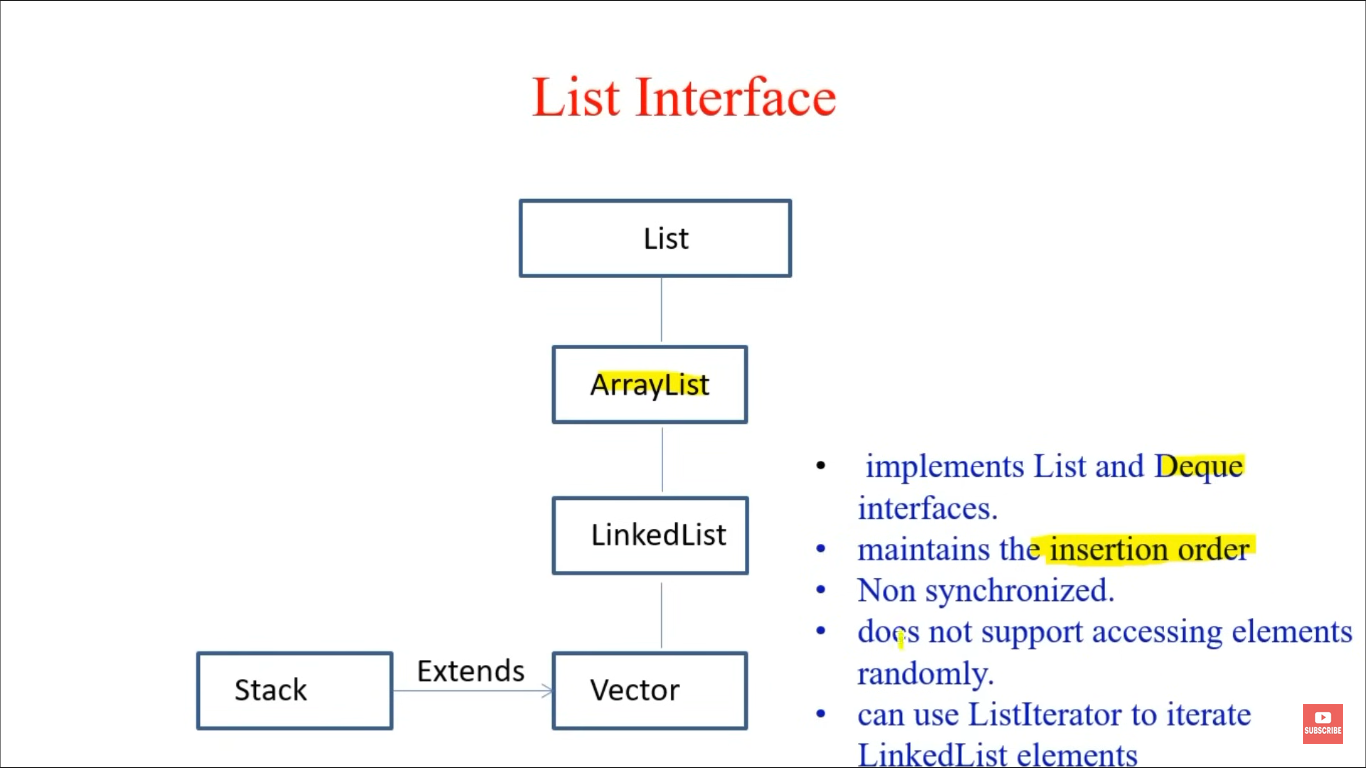 List Interface
List
ArrayList
LinkedList
Stack
Extends
Vector
• implements List and Deque
interfaces.
• maintains the insertion order
• Non synchronized.
• does not support accessing elements
randomly.
• can use ListIterator to iterate
LinkedList elements
SUBSCRIBE